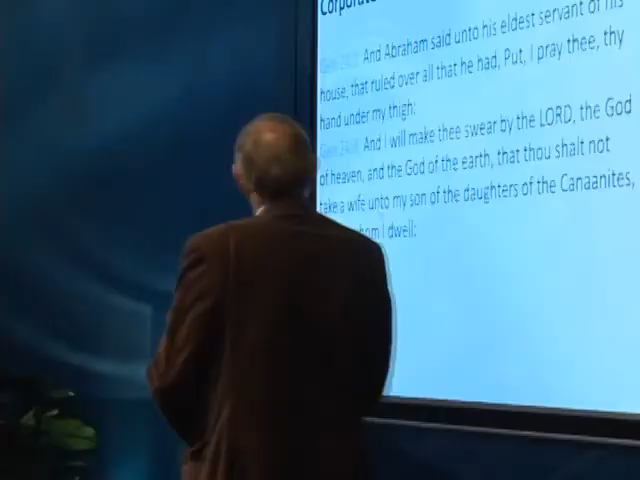 Corporate
And Abraham said unto his eldest servant of his
house, that ruled over all that he had, Put, I pray thee, thy
hand under my thigh:
And I will make thee swear by the LORD, the God
of heaven, and the God of the earth, that thou shalt not
take a wife unto my son of the daughters of the Canaanites,
I dwell: